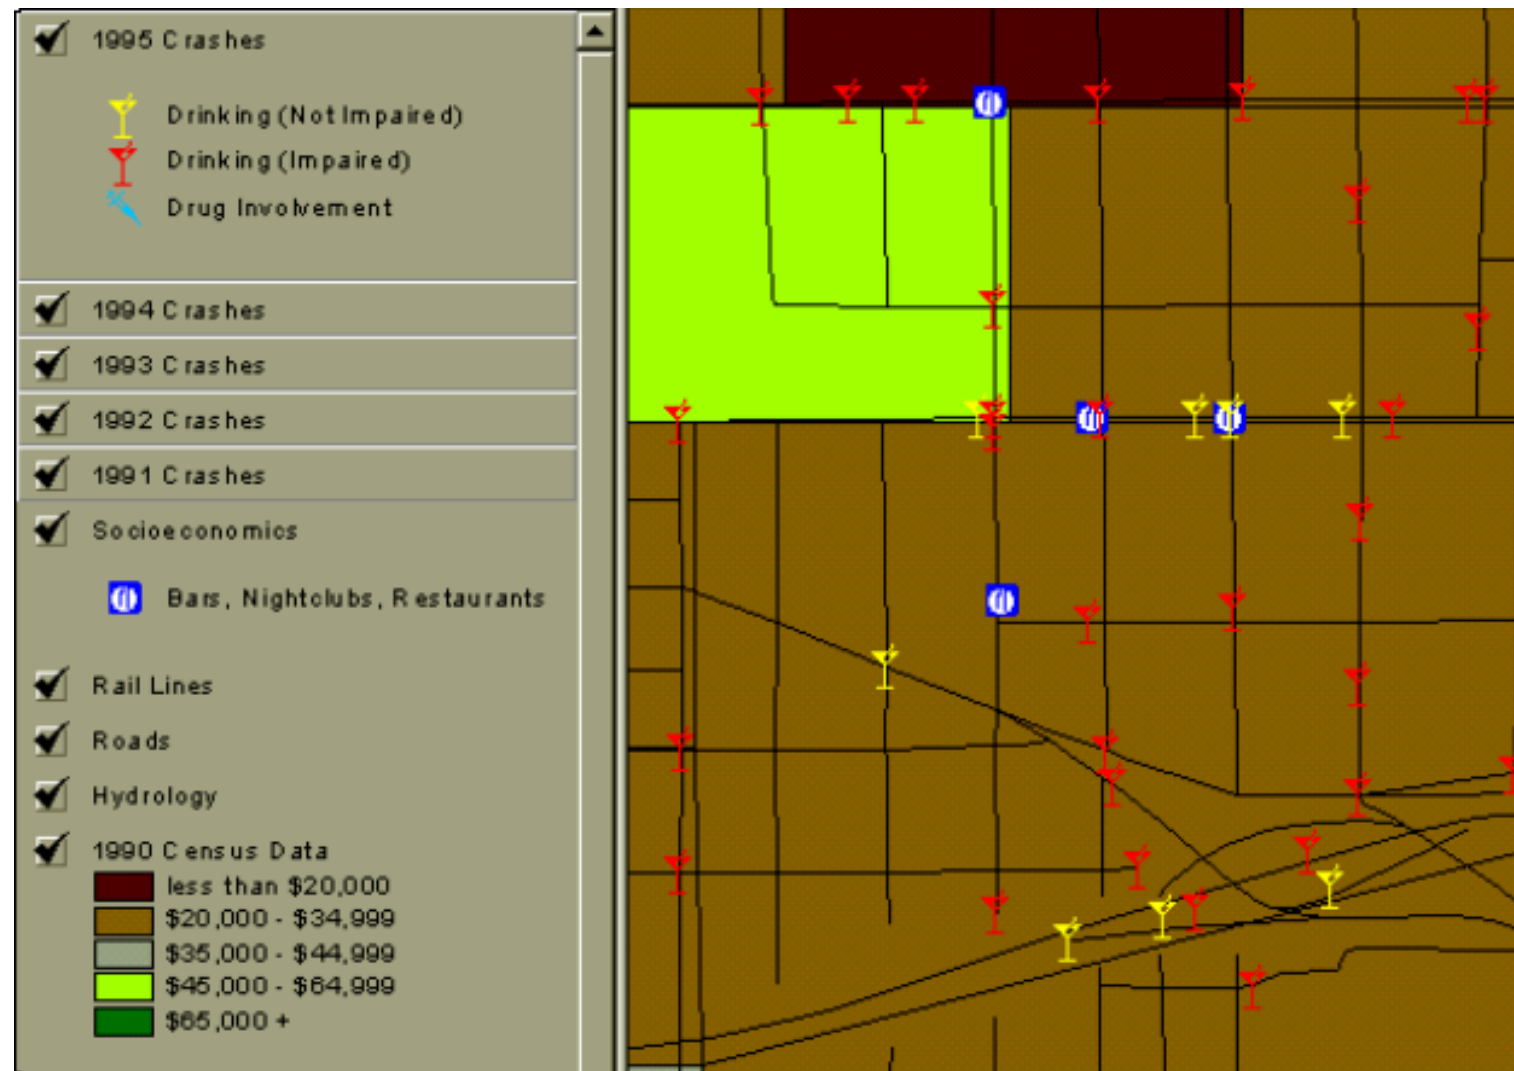 1995 Crashes
Drinking (Not Impaired)
Drinking (Impaired)
Drug Involvement
1994 Crashes
1993 Crashes
1992 Crashes
1991 Crashes
Socioeconomics
Bars, Nightclubs, Restaurants
Rail Lines
Roads
Hydrology
1990 Census Data
less than $20,000
$20,000 - $34,999
$35,000 - $44,999
$45,000 - $64,999
$65,000 +